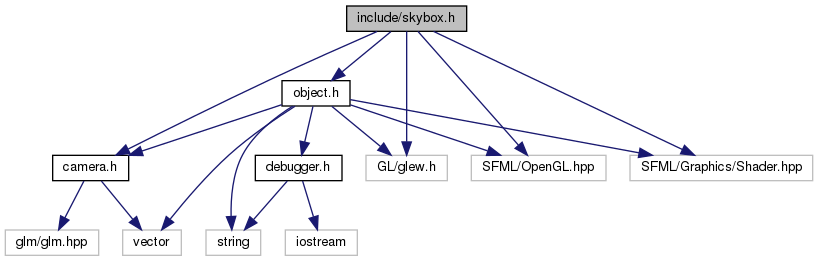 include/skybox.h
object.h
camera.h
debugger.h
GL/glew.h
SFML/OpenGL.hpp
SFML/Graphics/Shader.hpp
glm/glm.hpp
vector
string
iostream